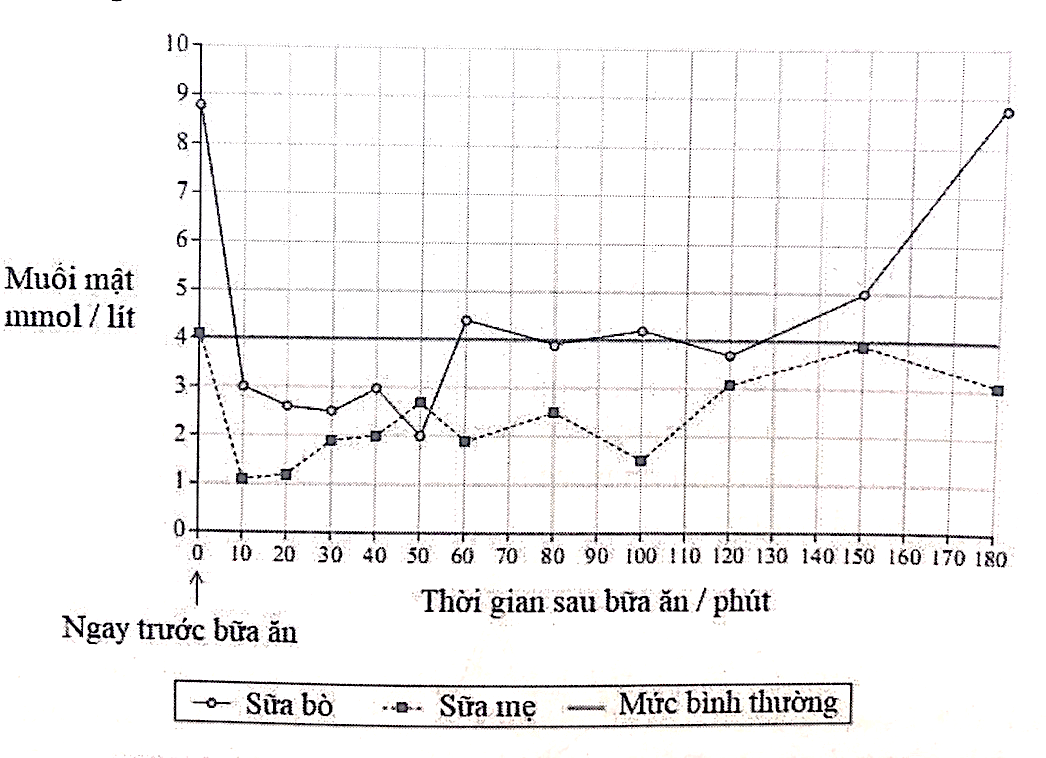 10
9
8
7
6
5
4
3
2
1
0
Muối mật
mmol / lít
0 10 20 30 40 50 60 70 80 90 100 110 120 130 140 150 160 170 180
Thời gian sau bữa ăn / phút
Ngay trước bữa ăn
Sữa bò Sữa mẹ Mức bình thường